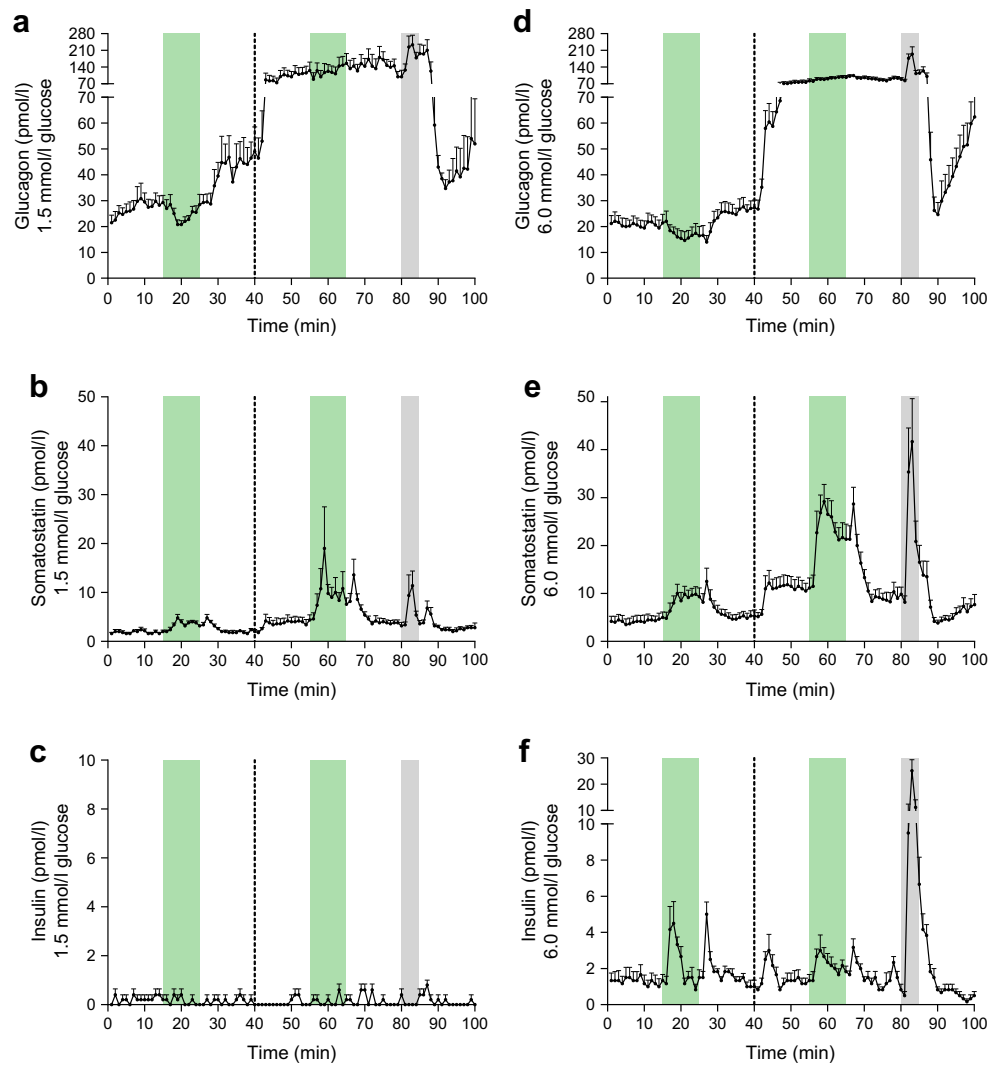 a
Glucagon (pmol/l)
1.5 mmol/l glucose
280
210
140
70
70
60
50
40
30
20
10
0
0 10 20 30 40 50 60 70 80 90 100
Time (min)
d
Glucagon (pmol/l)
6.0 mmol/l glucose
280
210
140
70
70
60
50
40
30
20
10
0
0 10 20 30 40 50 60 70 80 90 100
Time (min)
b
Somatostatin (pmol/l)
1.5 mmol/l glucose
50
40
30
20
10
0
0 10 20 30 40 50 60 70 80 90 100
Time (min)
e
Somatostatin (pmol/l)
6.0 mmol/l glucose
50
40
30
20
10
0
0 10 20 30 40 50 60 70 80 90 100
Time (min)
c
Insulin (pmol/l)
1.5 mmol/l glucose
10
8
6
4
2
0
0 10 20 30 40 50 60 70 80 90 100
Time (min)
f
Insulin (pmol/l)
6.0 mmol/l glucose
30
20
10
10
8
6
4
2
0
0 10 20 30 40 50 60 70 80 90 100
Time (min)